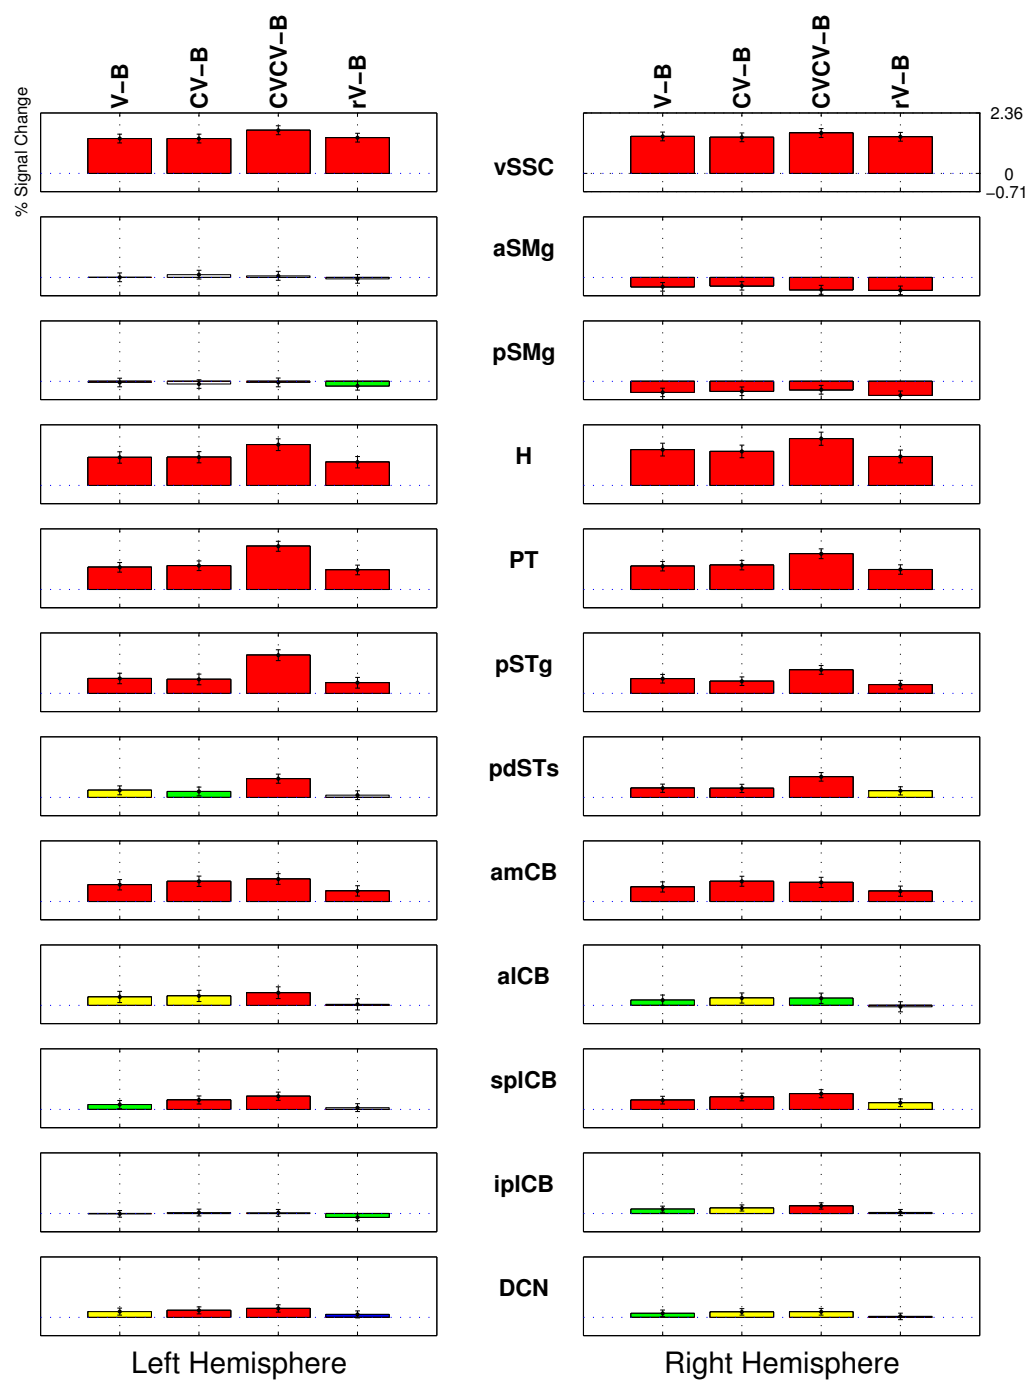 V−B CV−B CVCV−B rV−B V−B CV−B CVCV−B rV−B
% Signal Change
2.36
0
−0.71
vSSC
aSMg
pSMg
H
PT
pSTg
pdSTs
amCB
alCB
splCB
iplCB
DCN
Left Hemisphere Right Hemisphere